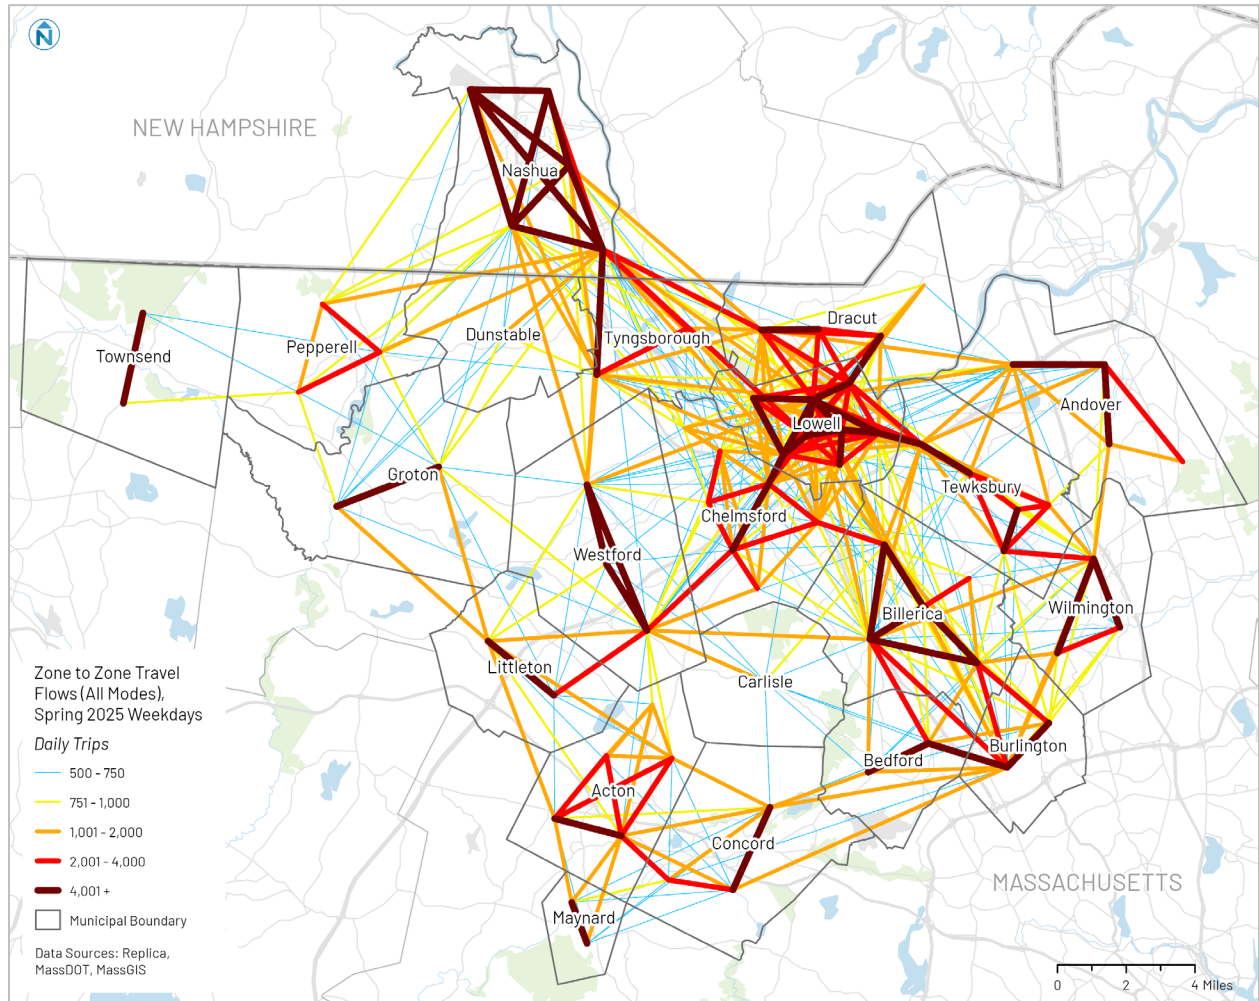 N
NEW HAMPSHIRE
Nashua
Townsend
Pepperell
Dunstable
Tyngsborough
Dracut
Andover
Lowell
Groton
Tewksbury
Chelmsford
Westford
Billerica
Wilmington
Littleton
Carlisle
Burlington
Bedford
Acton
Concord
Maynard
MASSACHUSETTS
Zone to Zone Travel
Flows (All Modes),
Spring 2025 Weekdays
Daily Trips
500 - 750
751 - 1,000
1,001 - 2,000
2,001 - 4,000
4,001 +
Municipal Boundary
Data Sources: Replica,
MassDOT, MassGIS
0 2 4 Miles